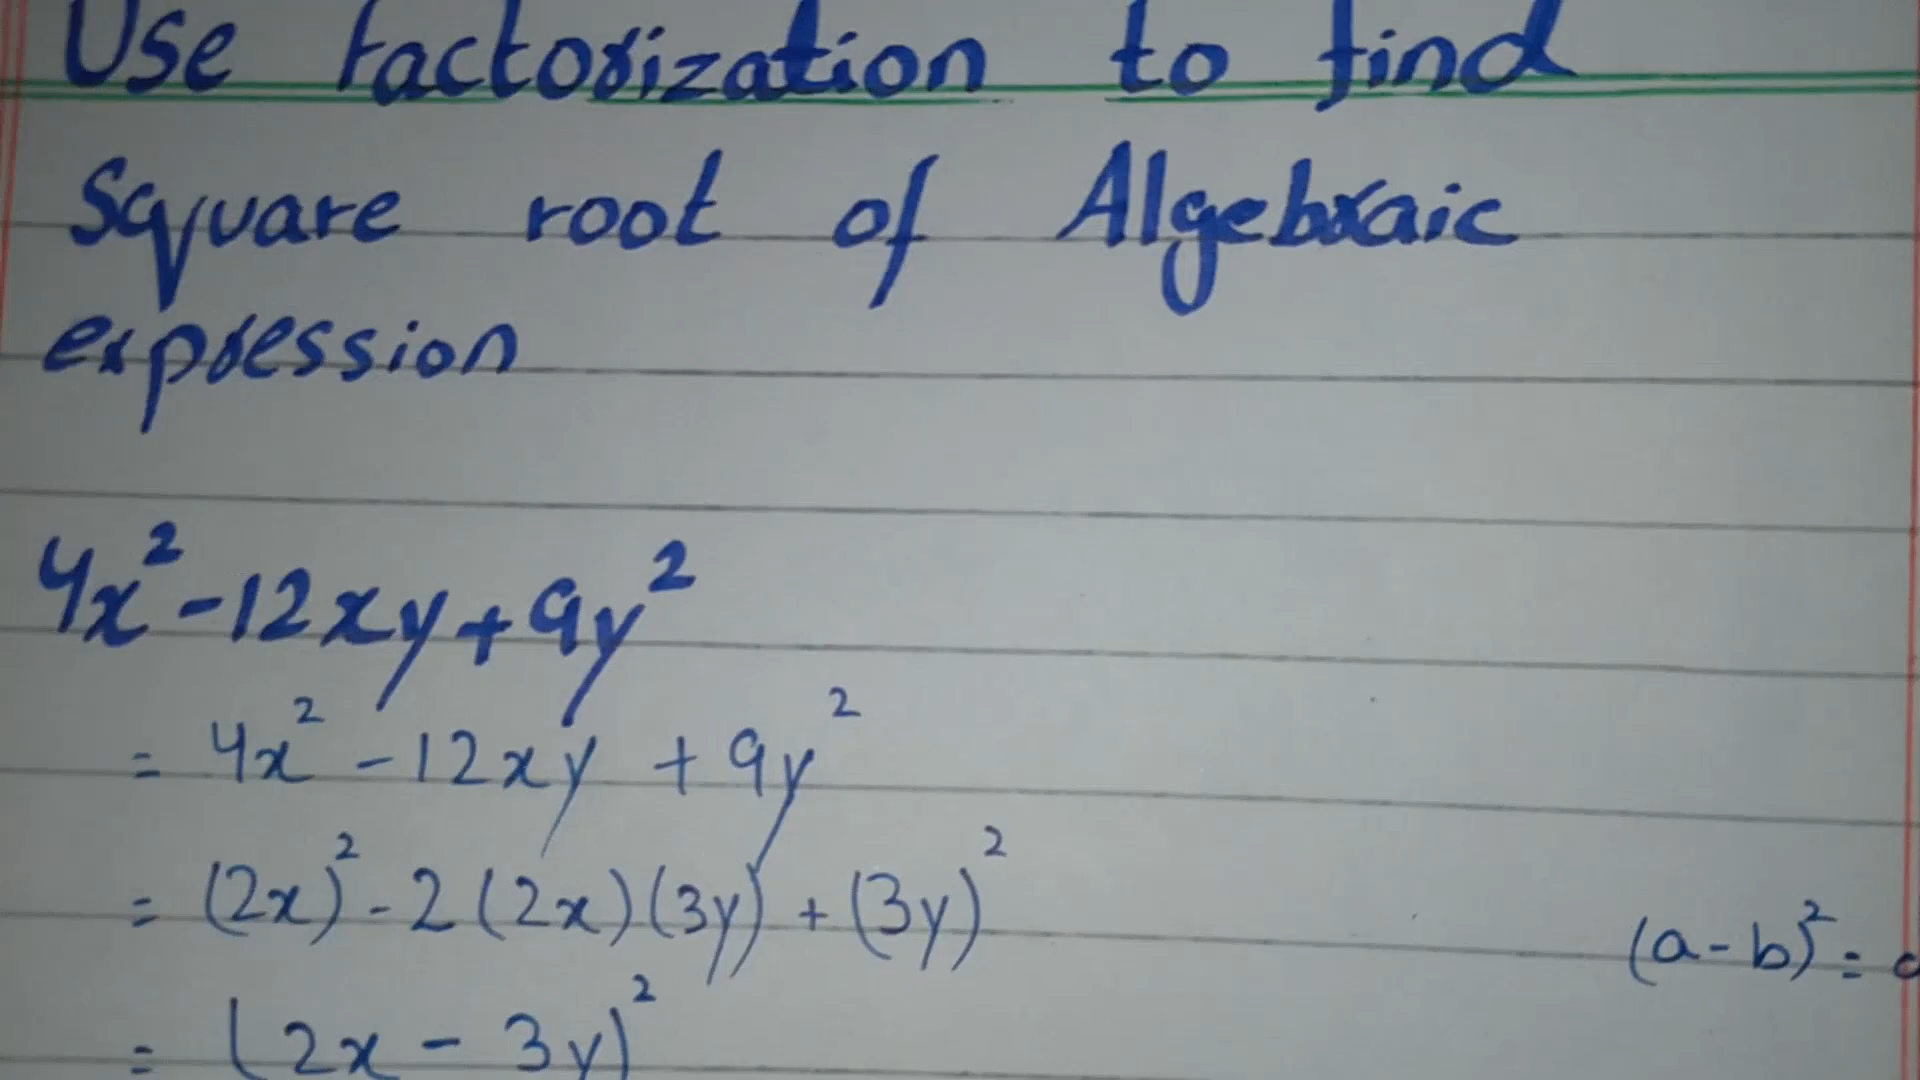 Use factorization to find
Square root of Algebraic
expression
4x² -12xy+9y²
= 4x² -12xy + 9y²
= (2x)² - 2 (2x)(3y) + (3y)²
(a-b)² =
= (2x - 3y)²